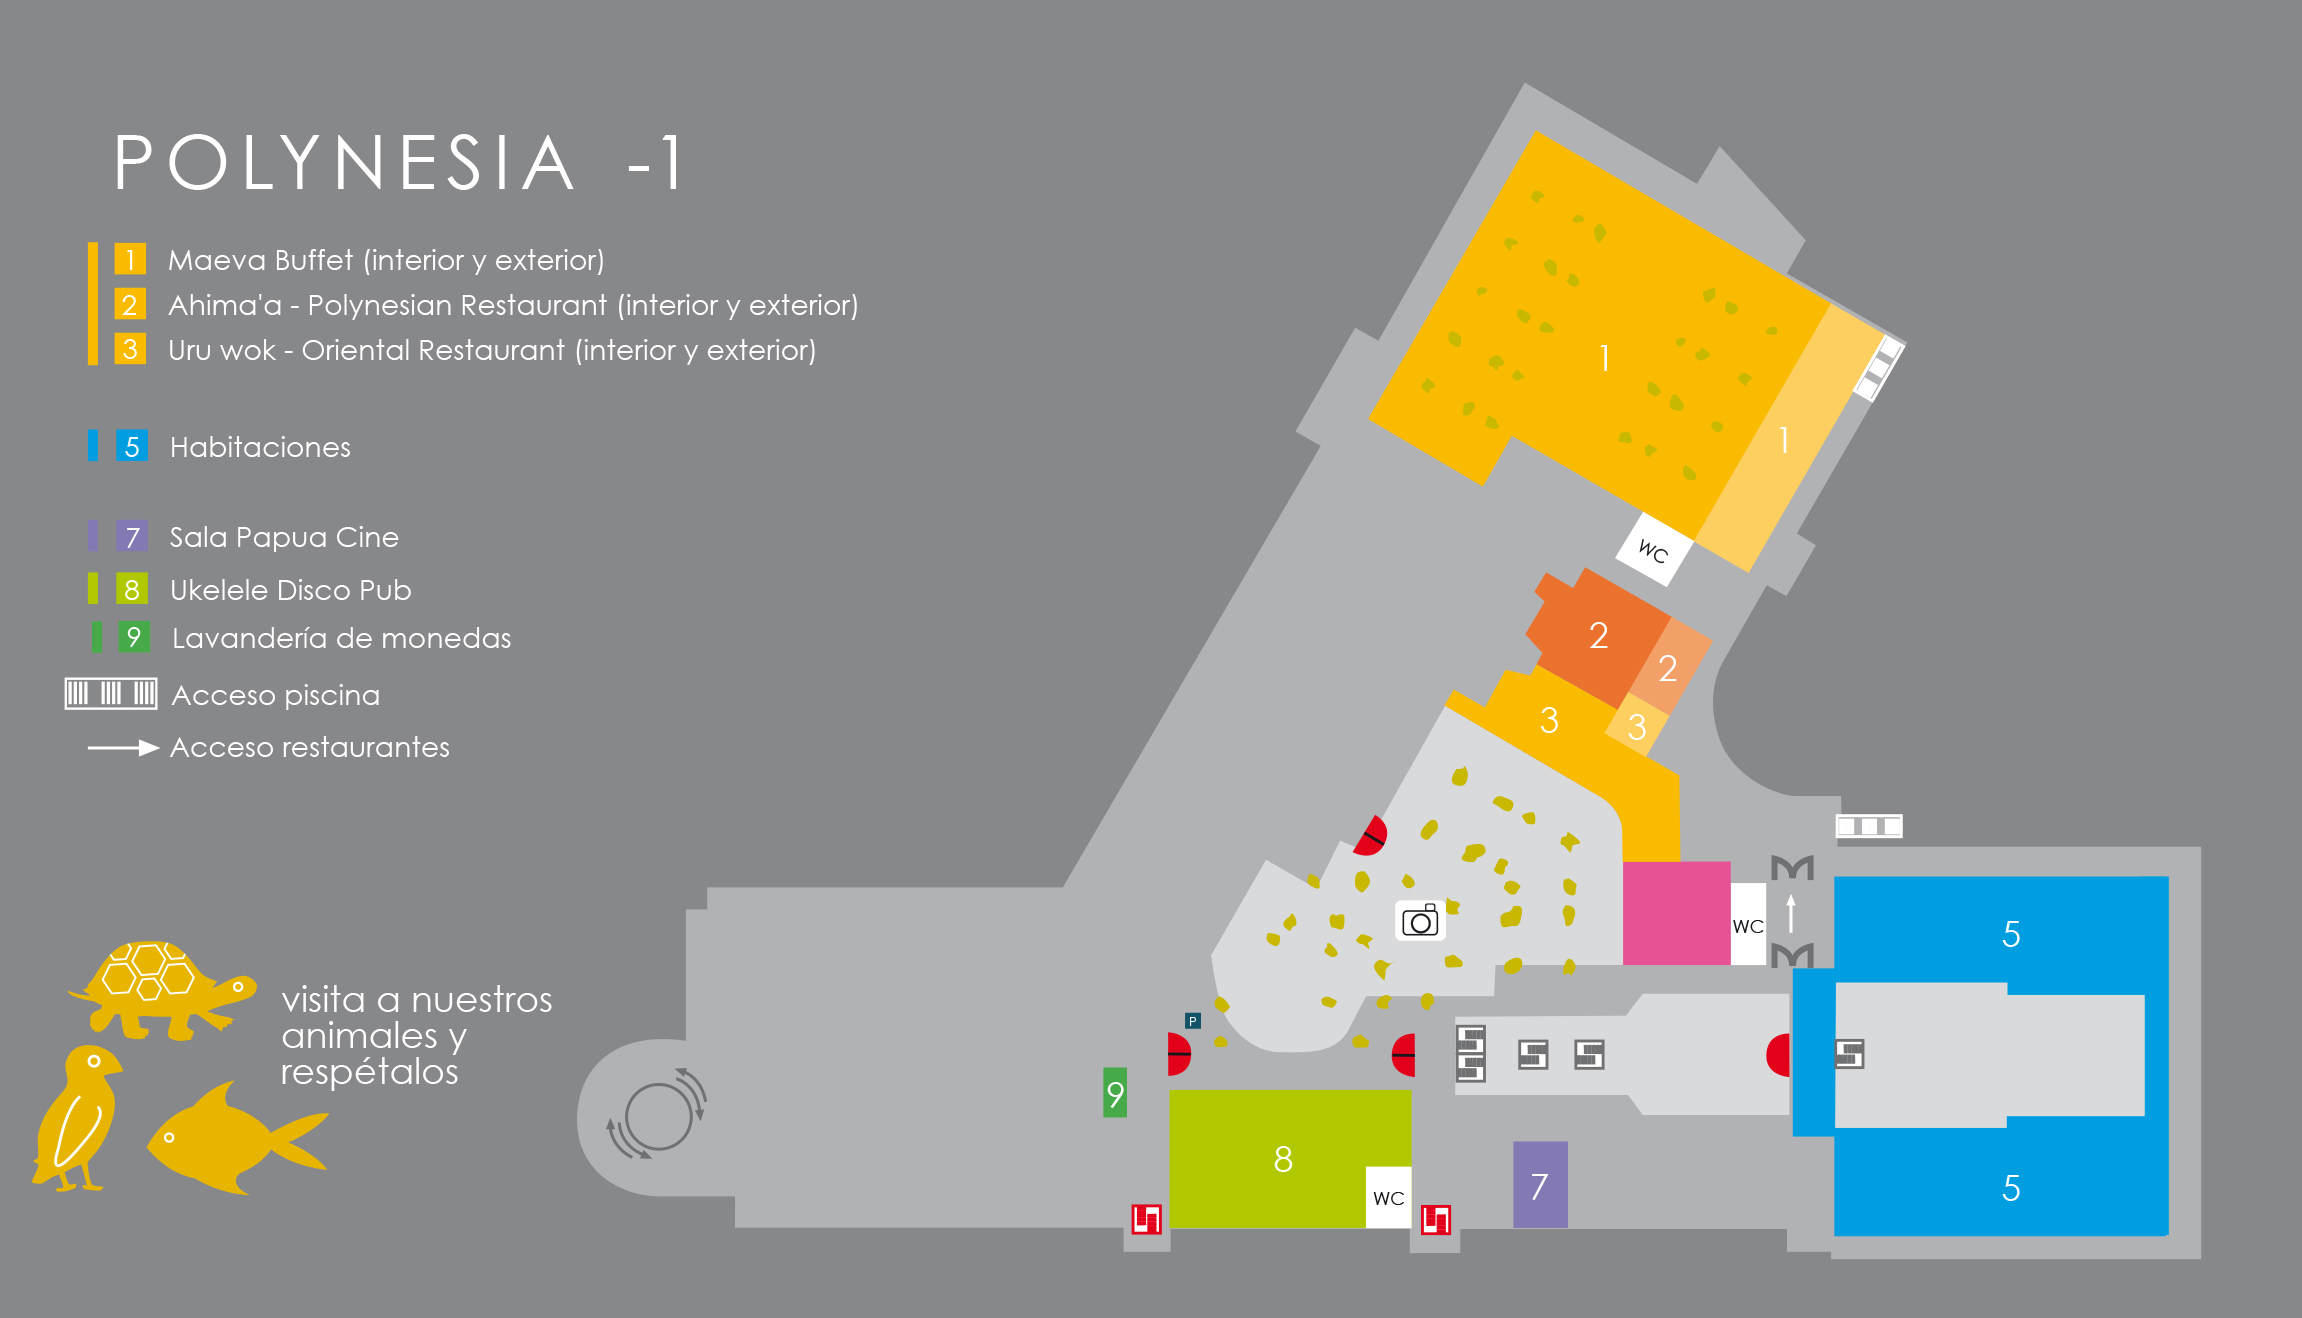 POLYNESIA -1
1 Maeva Buffet (interior y exterior)
2 Ahima'a - Polynesian Restaurant (interior y exterior)
3 Uru wok - Oriental Restaurant (interior y exterior)
5 Habitaciones
7 Sala Papua Cine
8 Ukelele Disco Pub
9 Lavandería de monedas
Acceso piscina
Acceso restaurantes
visita a nuestros
animales y
respétalos
1
1
WC
2
2
3
3
WC
5
P
9
8
WC
7
5